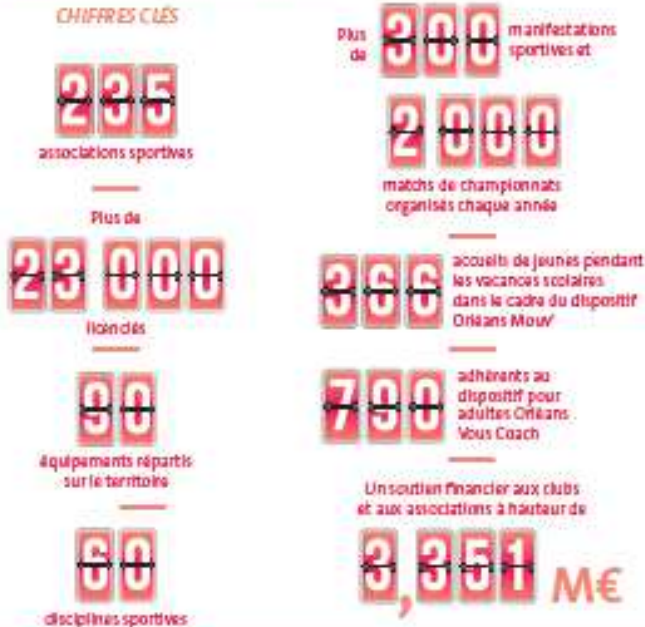 CHIFFRES CLÉS
235
associations sportives
Plus de
23 000
licenciés
90
équipements répartis
sur le territoire
60
disciplines sportives
Plus de 300 manifestations
sportives et
2 000
matchs de championnats
organisés chaque année
366
accueils de jeunes pendant
les vacances scolaires
dans le cadre du dispositif
Orléans Mouv'
790
adhérents au
dispositif pour
adultes Orléans
Vous Coach
Un soutien financier aux clubs
et aux associations à hauteur de
3,351 M€